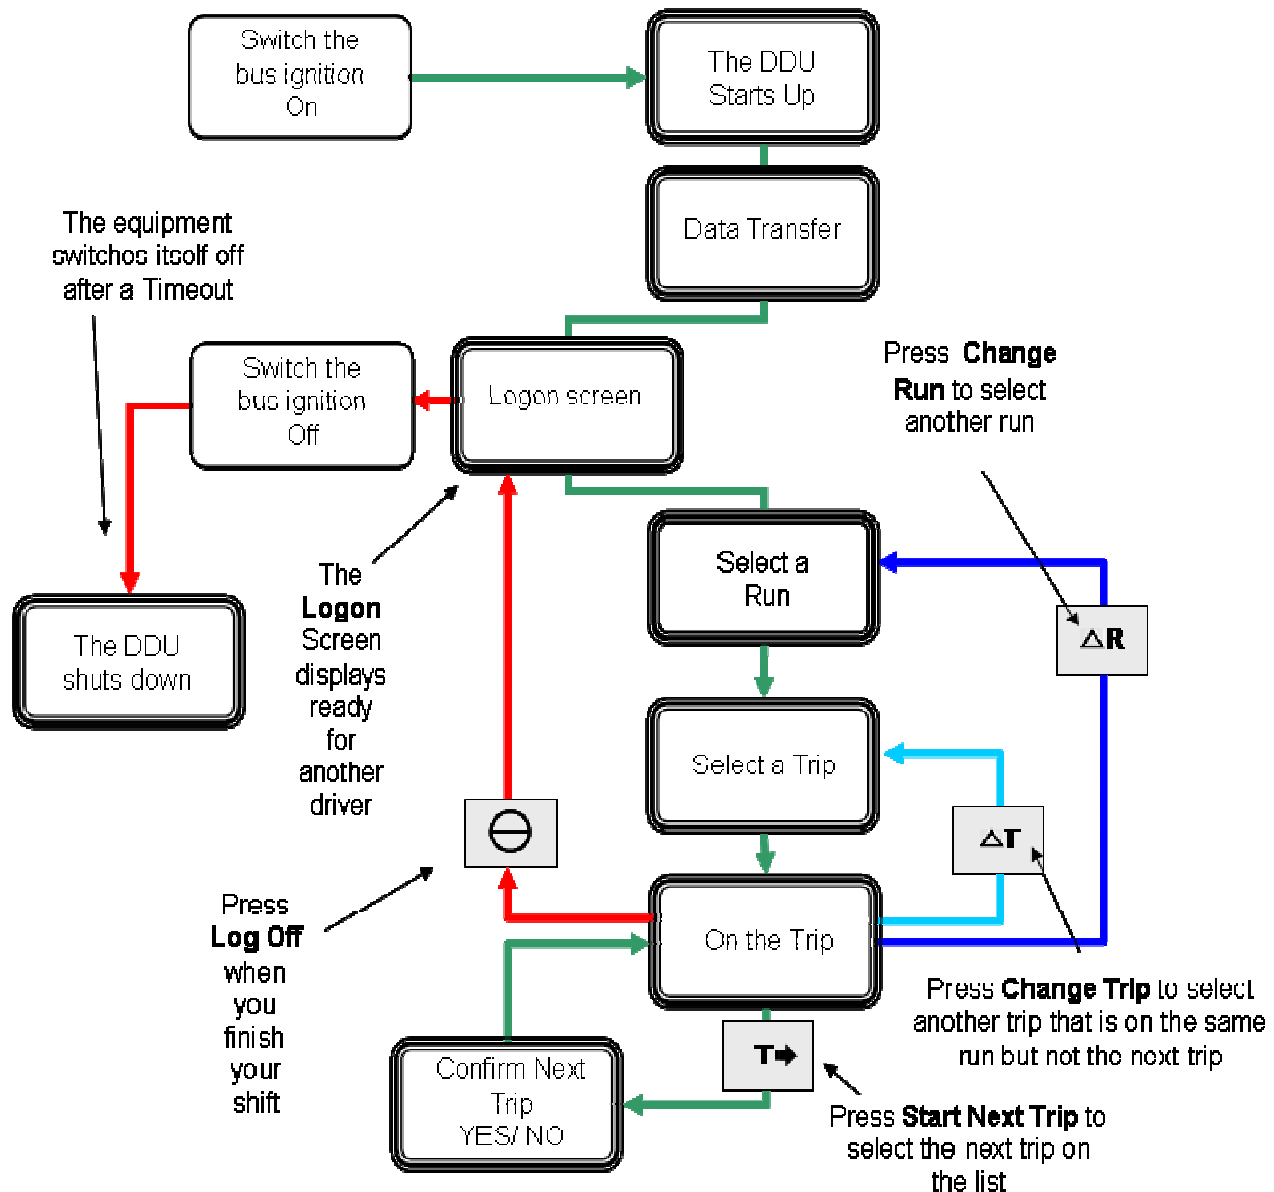 Switch the
bus ignition
On
The DDU
Starts Up
Data Transfer
The equipment
switchos itsolf off
after a Timeout
Switch the
bus ignition
Off
Logon screen
Press Change
Run to select
another run
The DDU
shuts down
The
Logon
Screen
displays
ready
for
another
driver
Select a
Run
△R
Select a Trip
△T
On the Trip
Press
Log Off
when
you
finish
your
shift
Press Change Trip to select
another trip that is on the same
run but not the next trip
T
Confirm Next
Trip
YES/ NO
Press Start Next Trip to
select the next trip on
the list